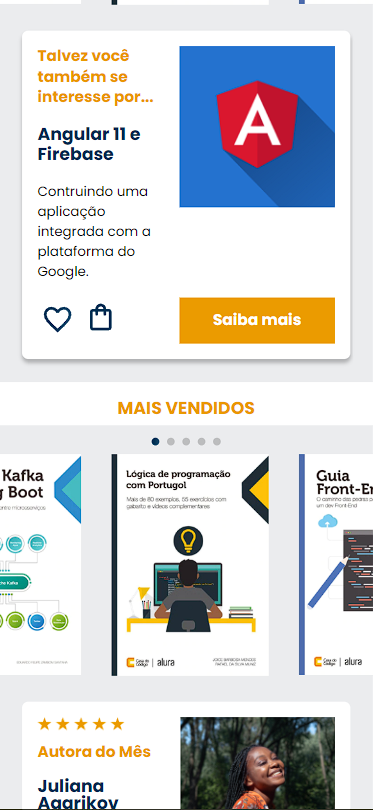 Talvez você
também se
interesse por...
Angular 11 e
Firebase
Contruindo uma
aplicação
integrada com a
plataforma do
Google.
A
Saiba mais
MAIS VENDIDOS
Kafka
g Boot
Lógica de programação
com Portugol
Mais de 80 exemplos, 55 exercícios com
gabarito e vídeos complementares
Casa do
Código | alura
Guia
Front-En
O caminho das pedras pa
um dev Front-End
Casa do
Código | alura
★★★★★
Autora do Mês
Juliana
Agarikov